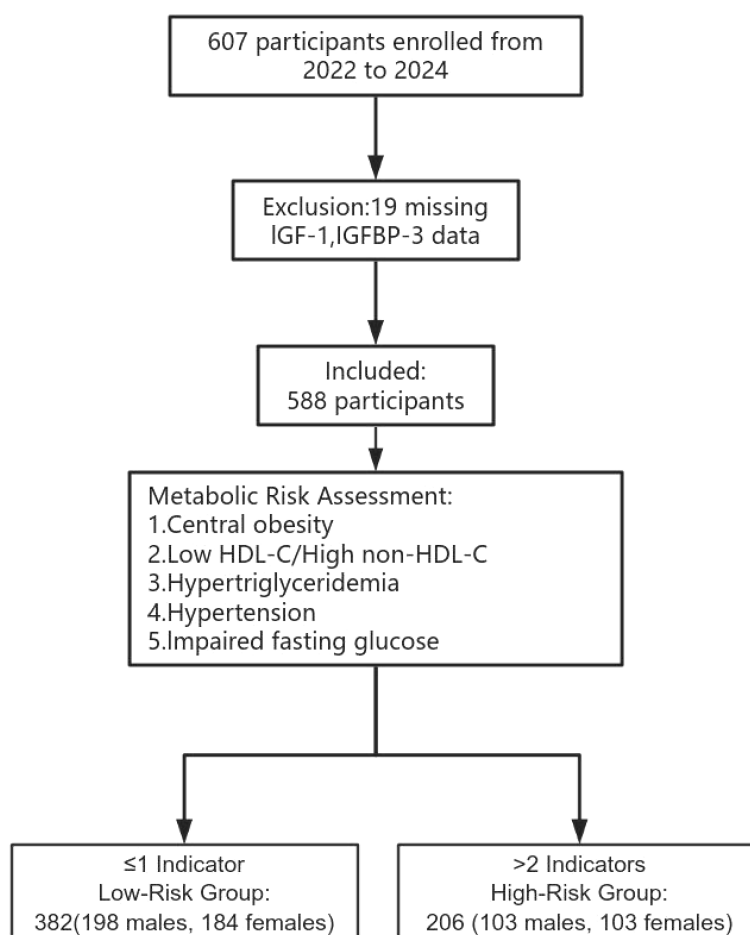 607 participants enrolled from
2022 to 2024
Exclusion:19 missing
IGF-1,IGFBP-3 data
Included:
588 participants
Metabolic Risk Assessment:
1.Central obesity
2.Low HDL-C/High non-HDL-C
3.Hypertriglyceridemia
4.Hypertension
5.Impaired fasting glucose
≤1 Indicator
Low-Risk Group:
382(198 males, 184 females)
>2 Indicators
High-Risk Group:
206 (103 males, 103 females)